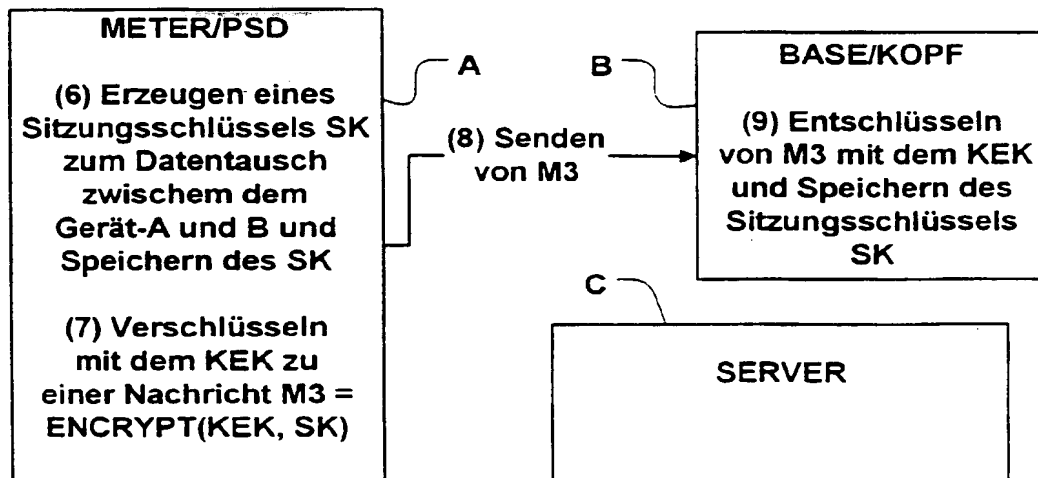 METER/PSD
(6) Erzeugen eines
Sitzungsschlüssels SK
zum Datentausch
zwischem dem
Gerät-A und B und
Speichern des SK
(7) Verschlüsseln
mit dem KEK zu
einer Nachricht M3 =
ENCRYPT(KEK, SK)
A
(8) Senden
von M3
B
BASE/KOPF
(9) Entschlüsseln
von M3 mit dem KEK
und Speichern des
Sitzungsschlüssels
SK
C
SERVER